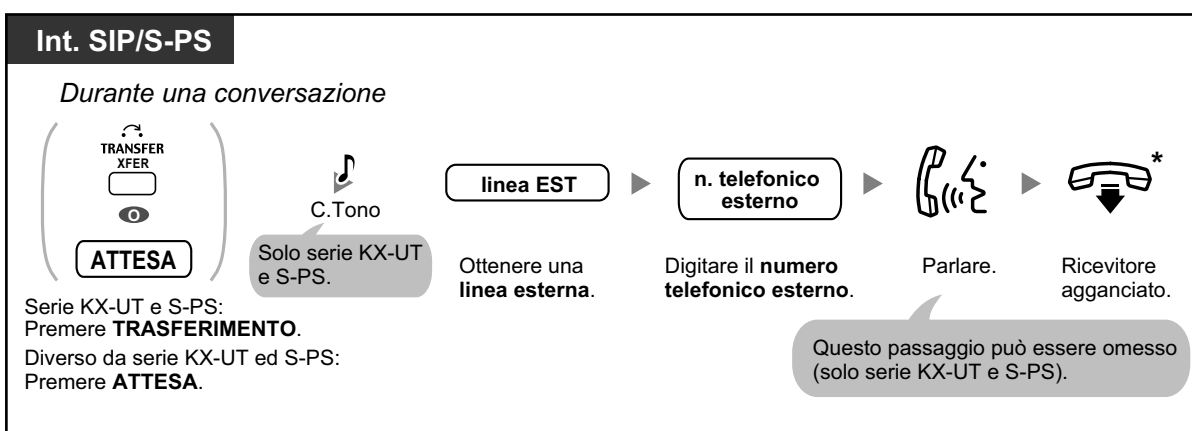 Int. SIP/S-PS
Durante una conversazione
TRANSFER
XFER
O
ATTESA
Serie KX-UT e S-PS:
Premere TRASFERIMENTO.
Diverso da serie KX-UT ed S-PS:
Premere ATTESA.
C.Tono
Solo serie KX-UT
e S-PS.
linea EST
Ottenere una
linea esterna.
n. telefonico
esterno
Digitare il numero
telefonico esterno.
Parlare.
Questo passaggio può essere omesso
(solo serie KX-UT e S-PS).
*
Ricevitore
agganciato.